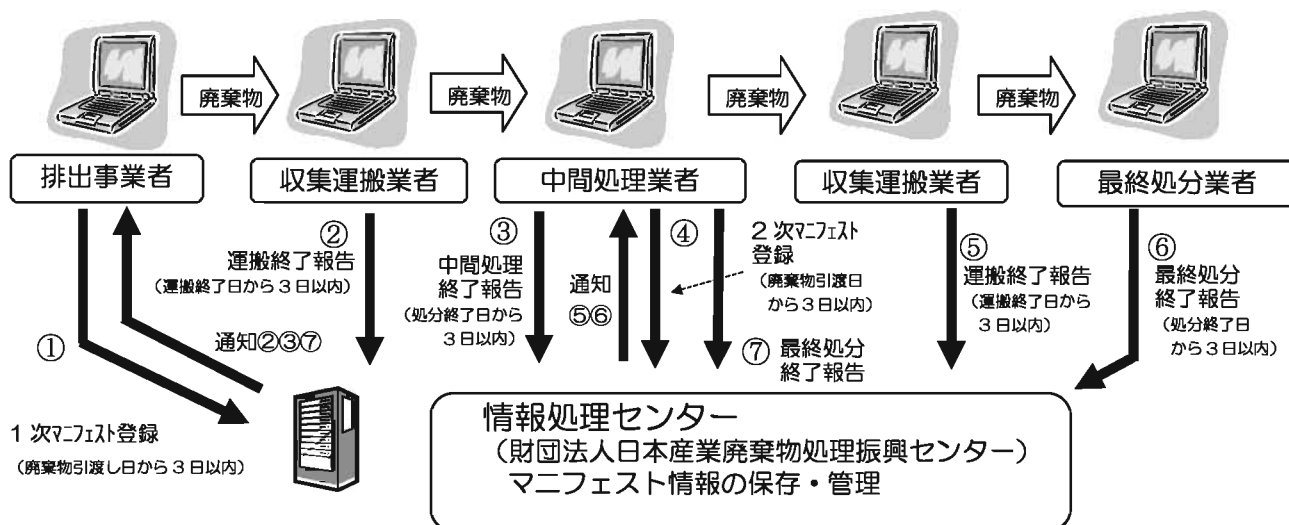 廃棄物
廃棄物
廃棄物
廃棄物
排出事業者
収集運搬業者
中間処理業者
収集運搬業者
最終処分業者
①
1次マニフェスト登録
（廃棄物引渡し日から3日以内）
通知②③⑦
②
運搬終了報告
（運搬終了日から3日以内）
③
中間処理
終了報告
（処分終了日から
3日以内）
通知
⑤⑥
④
2次マニフェスト
登録
（廃棄物引渡日
から3日以内）
⑦ 最終処分
終了報告
⑤
運搬終了報告
（運搬終了日から
3日以内）
⑥
最終処分
終了報告
（処分終了日
から3日以内）
情報処理センター
（財団法人日本産業廃棄物処理振興センター）
マニフェスト情報の保存・管理